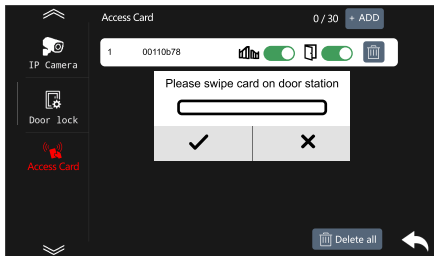 Access Card
0 / 30
+ ADD
IP Camera
1
00110b78
Please swipe card on door station
Door lock
Access Card
Delete all